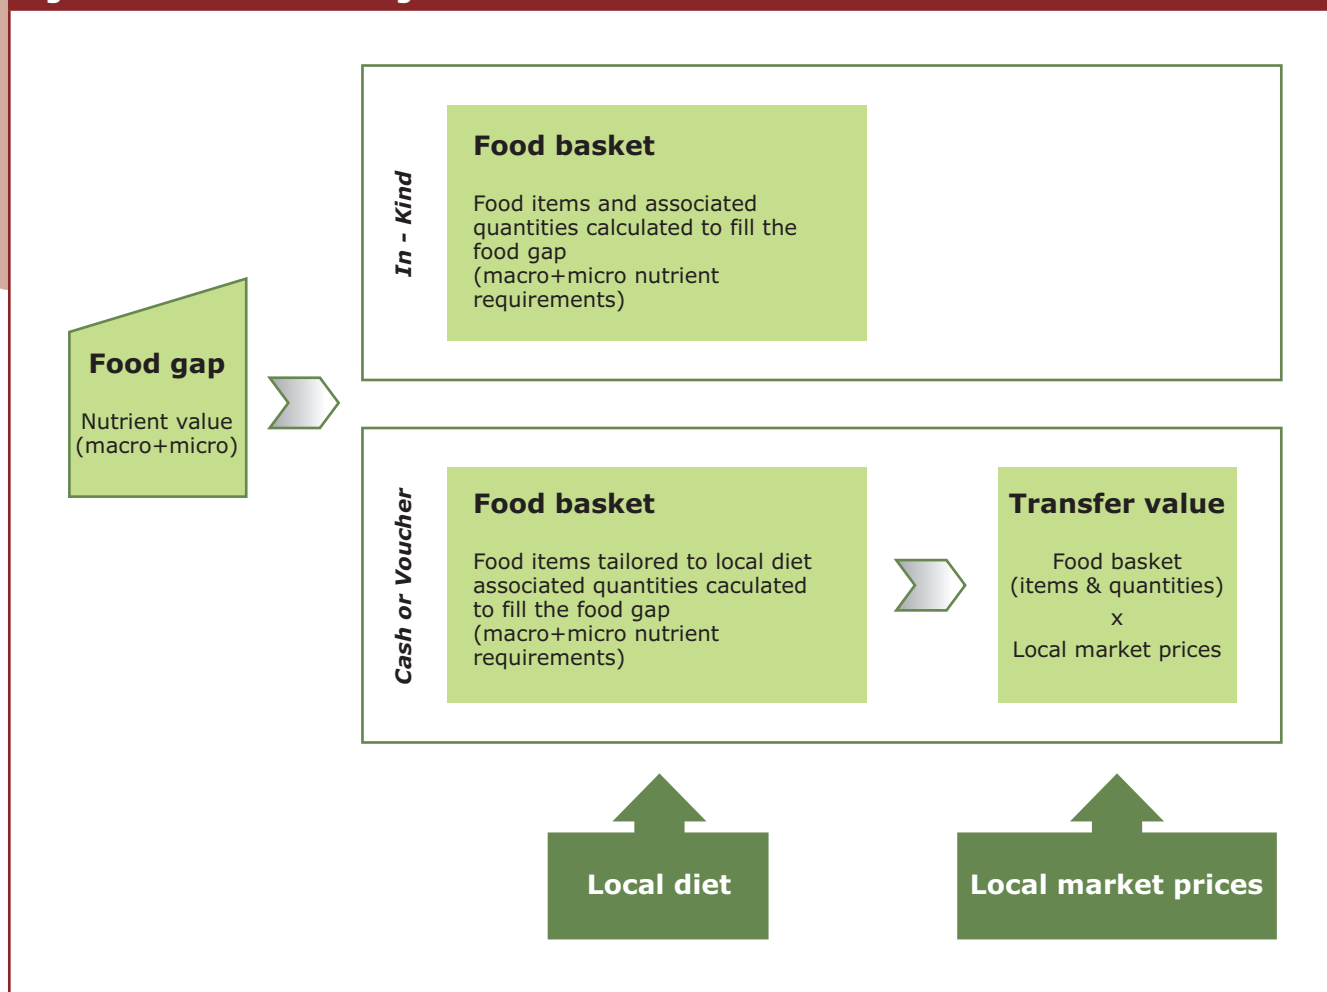 In - Kind
Food basket
Food items and associated
quantities calculated to fill the
food gap
(macro+micro nutrient
requirements)
Food gap
Nutrient value
(macro+micro)
Cash or Voucher
Food basket
Food items tailored to local diet
associated quantities caculated
to fill the food gap
(macro+micro nutrient
requirements)
Transfer value
Food basket
(items & quantities)
x
Local market prices
Local diet
Local market prices